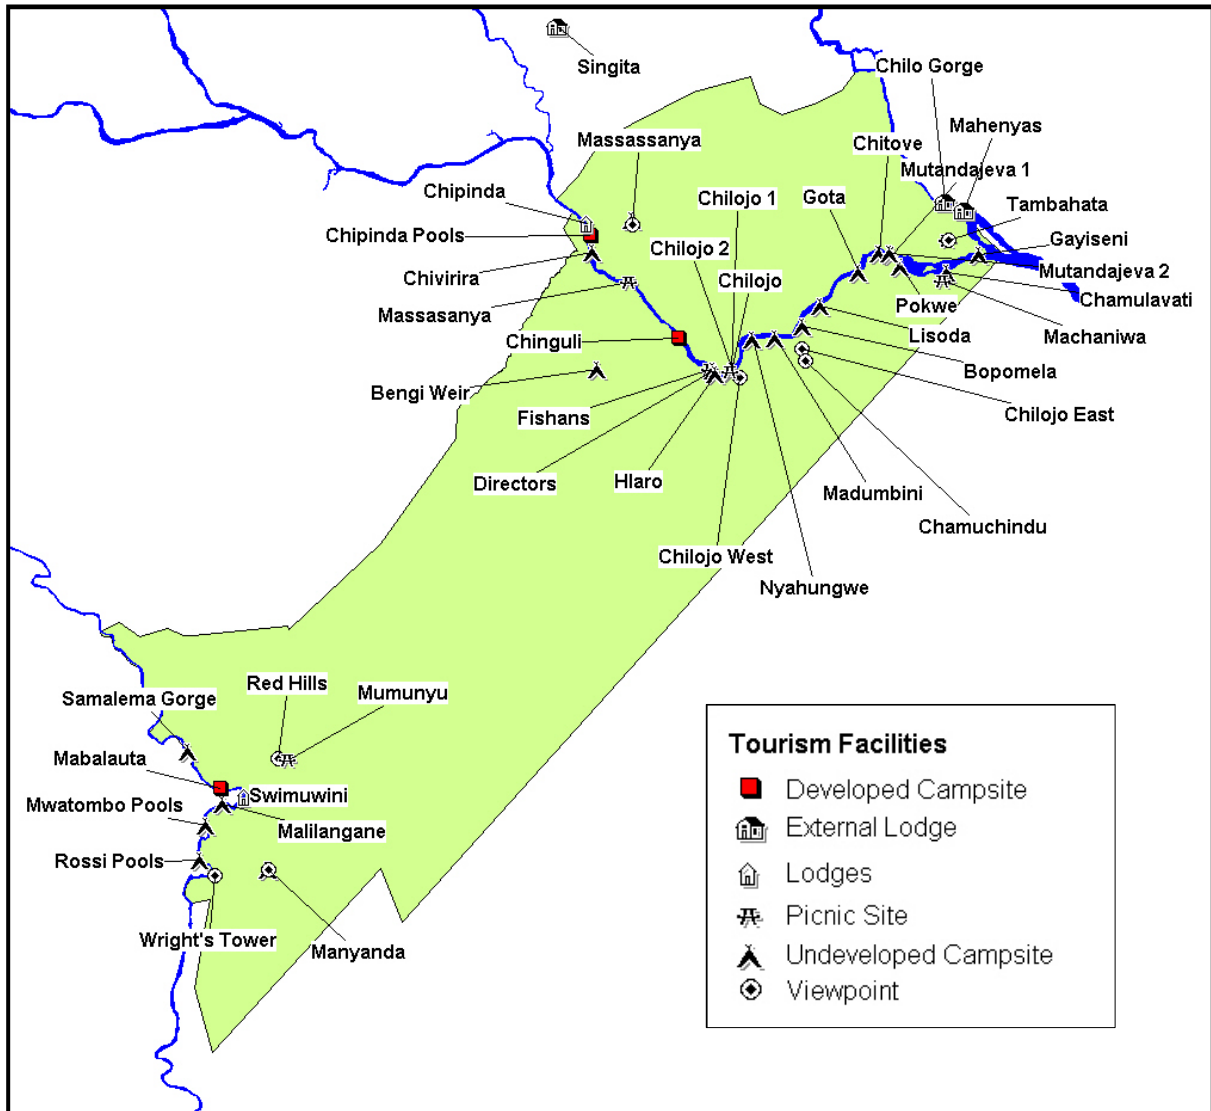 Singita
Chilo Gorge
Mahenyas
Massassanya
Chitove
Mutandajeva 1
Chipinda
Chilojo 1
Gota
Tambahata
Chipinda Pools
Chilojo 2
Gayiseni
Chivirira
Chilojo
Mutandajeva 2
Massasanya
Pokwe
Chamulavati
Chinguli
Lisoda
Machaniwa
Bengi Weir
Bopomela
Fishans
Chilojo East
Directors
Hlaro
Madumbini
Chamuchindu
Chilojo West
Nyahungwe
Samalema Gorge
Red Hills
Mumunyu
Mabalauta
Swimuwini
Mwatombo Pools
Malilangane
Rossi Pools
Wright's Tower
Manyanda
Tourism Facilities
Developed Campsite
External Lodge
Lodges
Picnic Site
Undeveloped Campsite
Viewpoint